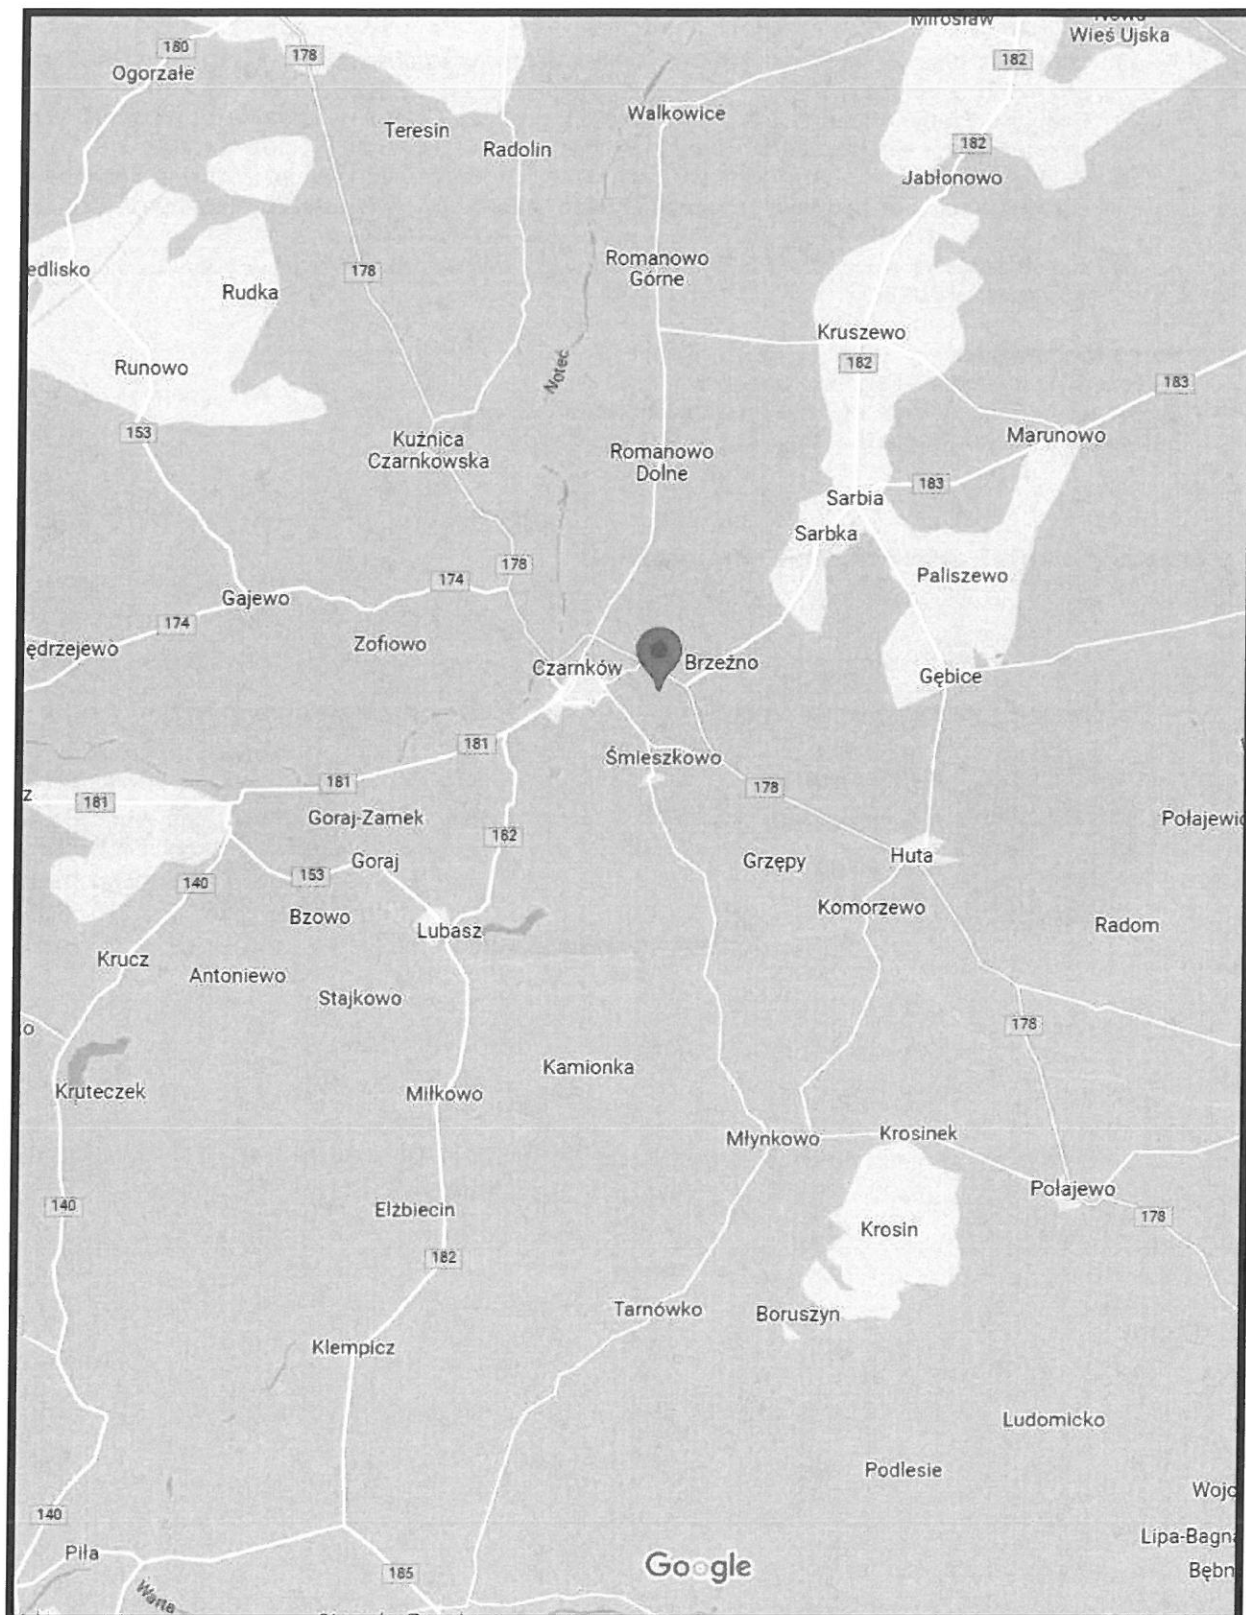 Mirosław
Nowa
Wieś Ujska
180
178
182
Ogorzałe
Walkowice
Teresin
Radolin
182
Jabłonowo
edlisko
178
Romanowo
Górne
Rudka
Kruszewo
182
Noteć
Runowo
183
153
Kuźnica
Czarnkowska
Marunowo
Romanowo
Dolne
183
Sarbia
Sarbka
178
174
Paliszewo
Gajewo
174
ędrzejewo
Zofiowo
Czarnków
Brzeźno
Gębice
181
Śmieszkowo
181
178
z
181
Goraj-Zamek
Połajewic
182
Goraj
Grzępy
Huta
153
140
Bzowo
Komorzewo
Lubasz
Radom
Krucz
Antoniewo
Stajkowo
o
178
Kamionka
Kruteczek
Miłkowo
Młynkowo
Krosinek
Połajewo
140
Elżbiecin
178
Krosin
182
Tarnówko
Boruszyn
Klempicz
Ludomicko
Podlesie
Wojc
140
Lipa-Bagna
Piła
Google
Bębn
185
Warta